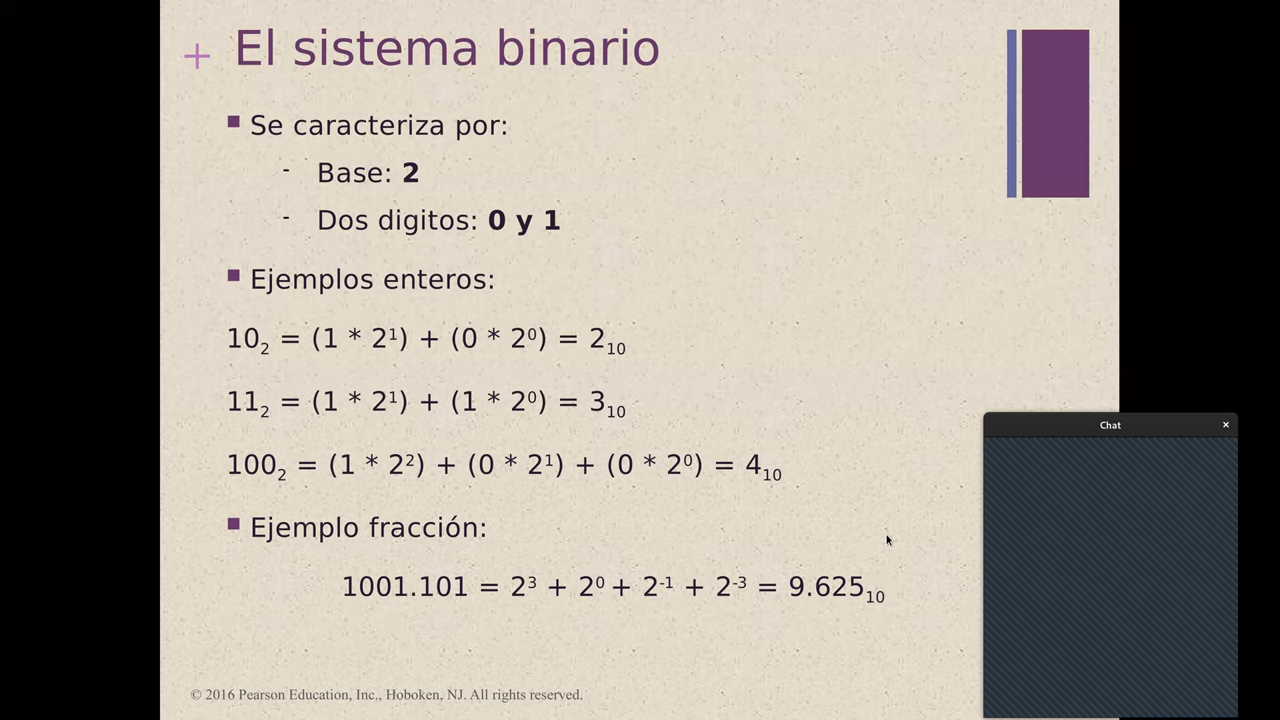 + El sistema binario
Se caracteriza por:
- Base: 2
- Dos digitos: 0 y 1
Ejemplos enteros:
10₂ = (1 * 2¹) + (0 * 2⁰) = 2₁₀
11₂ = (1 * 2¹) + (1 * 2⁰) = 3₁₀
100₂ = (1 * 2²) + (0 * 2¹) + (0 * 2⁰) = 4₁₀
Ejemplo fracción:
1001.101 = 2³ + 2⁰ + 2⁻¹ + 2⁻³ = 9.625₁₀
© 2016 Pearson Education, Inc., Hoboken, NJ. All rights reserved.
Chat ×